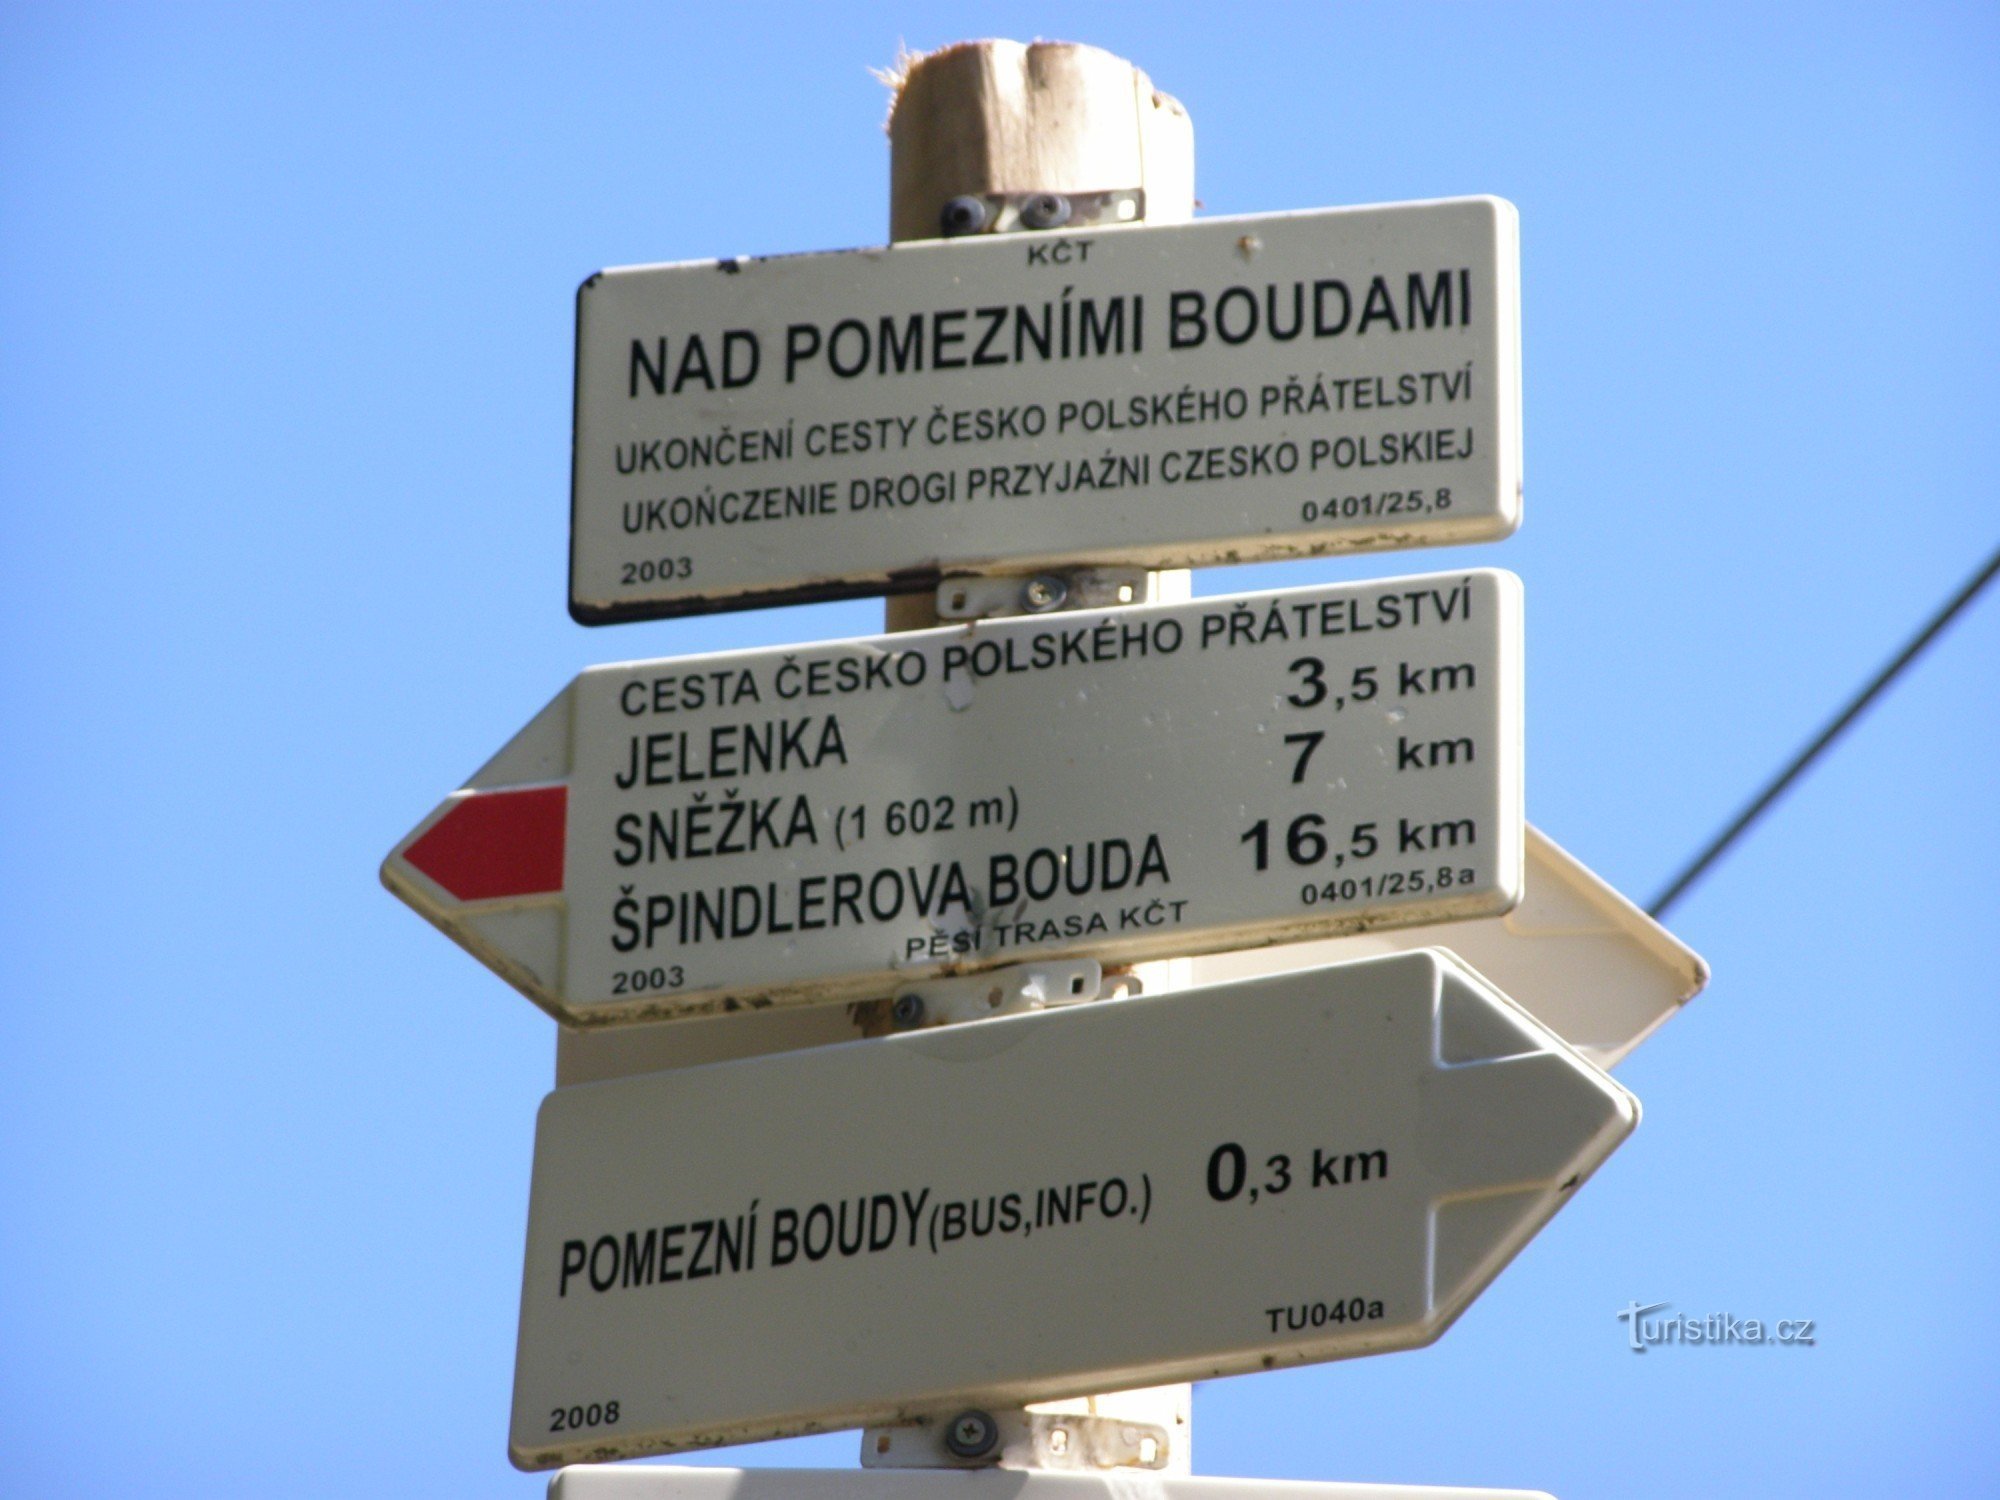 KČT
NAD POMEZNÍMI BOUDAMI
UKONČENÍ CESTY ČESKO POLSKÉHO PŘÁTELSTVÍ
UKOŃCZENIE DROGI PRZYJAŹNI CZESKO POLSKIEJ
2003 0401/25,8
CESTA ČESKO POLSKÉHO PŘÁTELSTVÍ
JELENKA 3,5 km
SNĚŽKA (1 602 m) 7 km
ŠPINDLEROVA BOUDA 16,5 km
2003 PĚŠÍ TRASA KČT 0401/25,8a
POMEZNÍ BOUDY(BUS,INFO.) 0,3 km
2008 TU040a
Turistika.cz